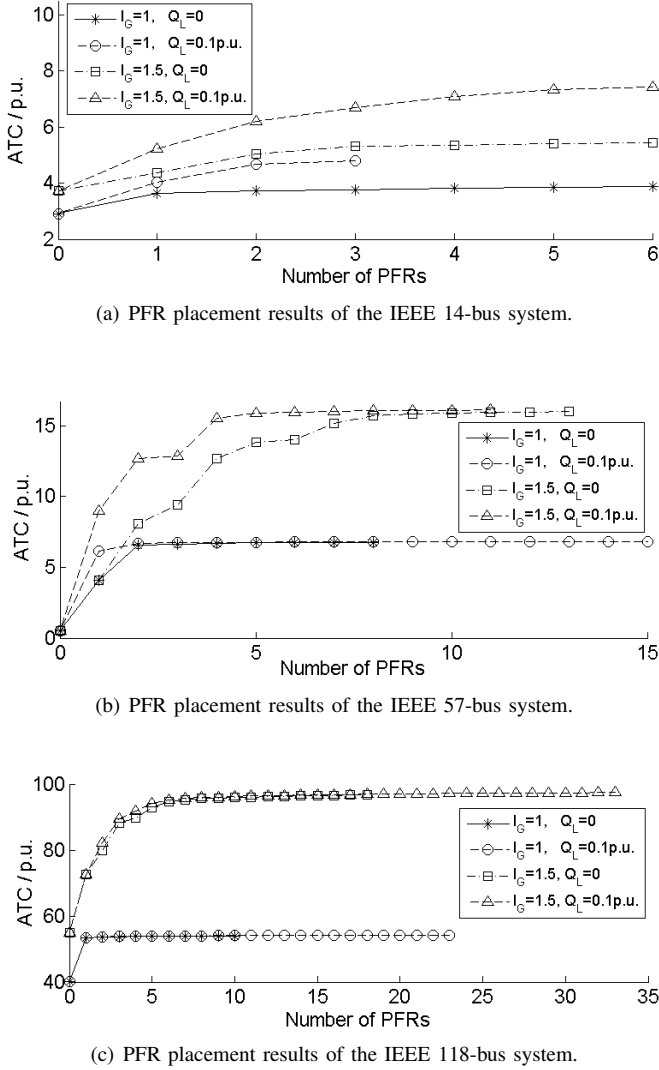 I_G=1, Q_L=0
I_G=1, Q_L=0.1p.u.
I_G=1.5, Q_L=0
I_G=1.5, Q_L=0.1p.u.
10
8
6
4
2
ATC / p.u.
0 1 2 3 4 5 6
Number of PFRs
(a) PFR placement results of the IEEE 14-bus system.
15
10
5
0
ATC / p.u.
I_G=1, Q_L=0
I_G=1, Q_L=0.1p.u.
I_G=1.5, Q_L=0
I_G=1.5, Q_L=0.1p.u.
0 5 10 15
Number of PFRs
(b) PFR placement results of the IEEE 57-bus system.
100
80
60
40
ATC / p.u.
I_G=1, Q_L=0
I_G=1, Q_L=0.1p.u.
I_G=1.5, Q_L=0
I_G=1.5, Q_L=0.1p.u.
0 5 10 15 20 25 30 35
Number of PFRs
(c) PFR placement results of the IEEE 118-bus system.